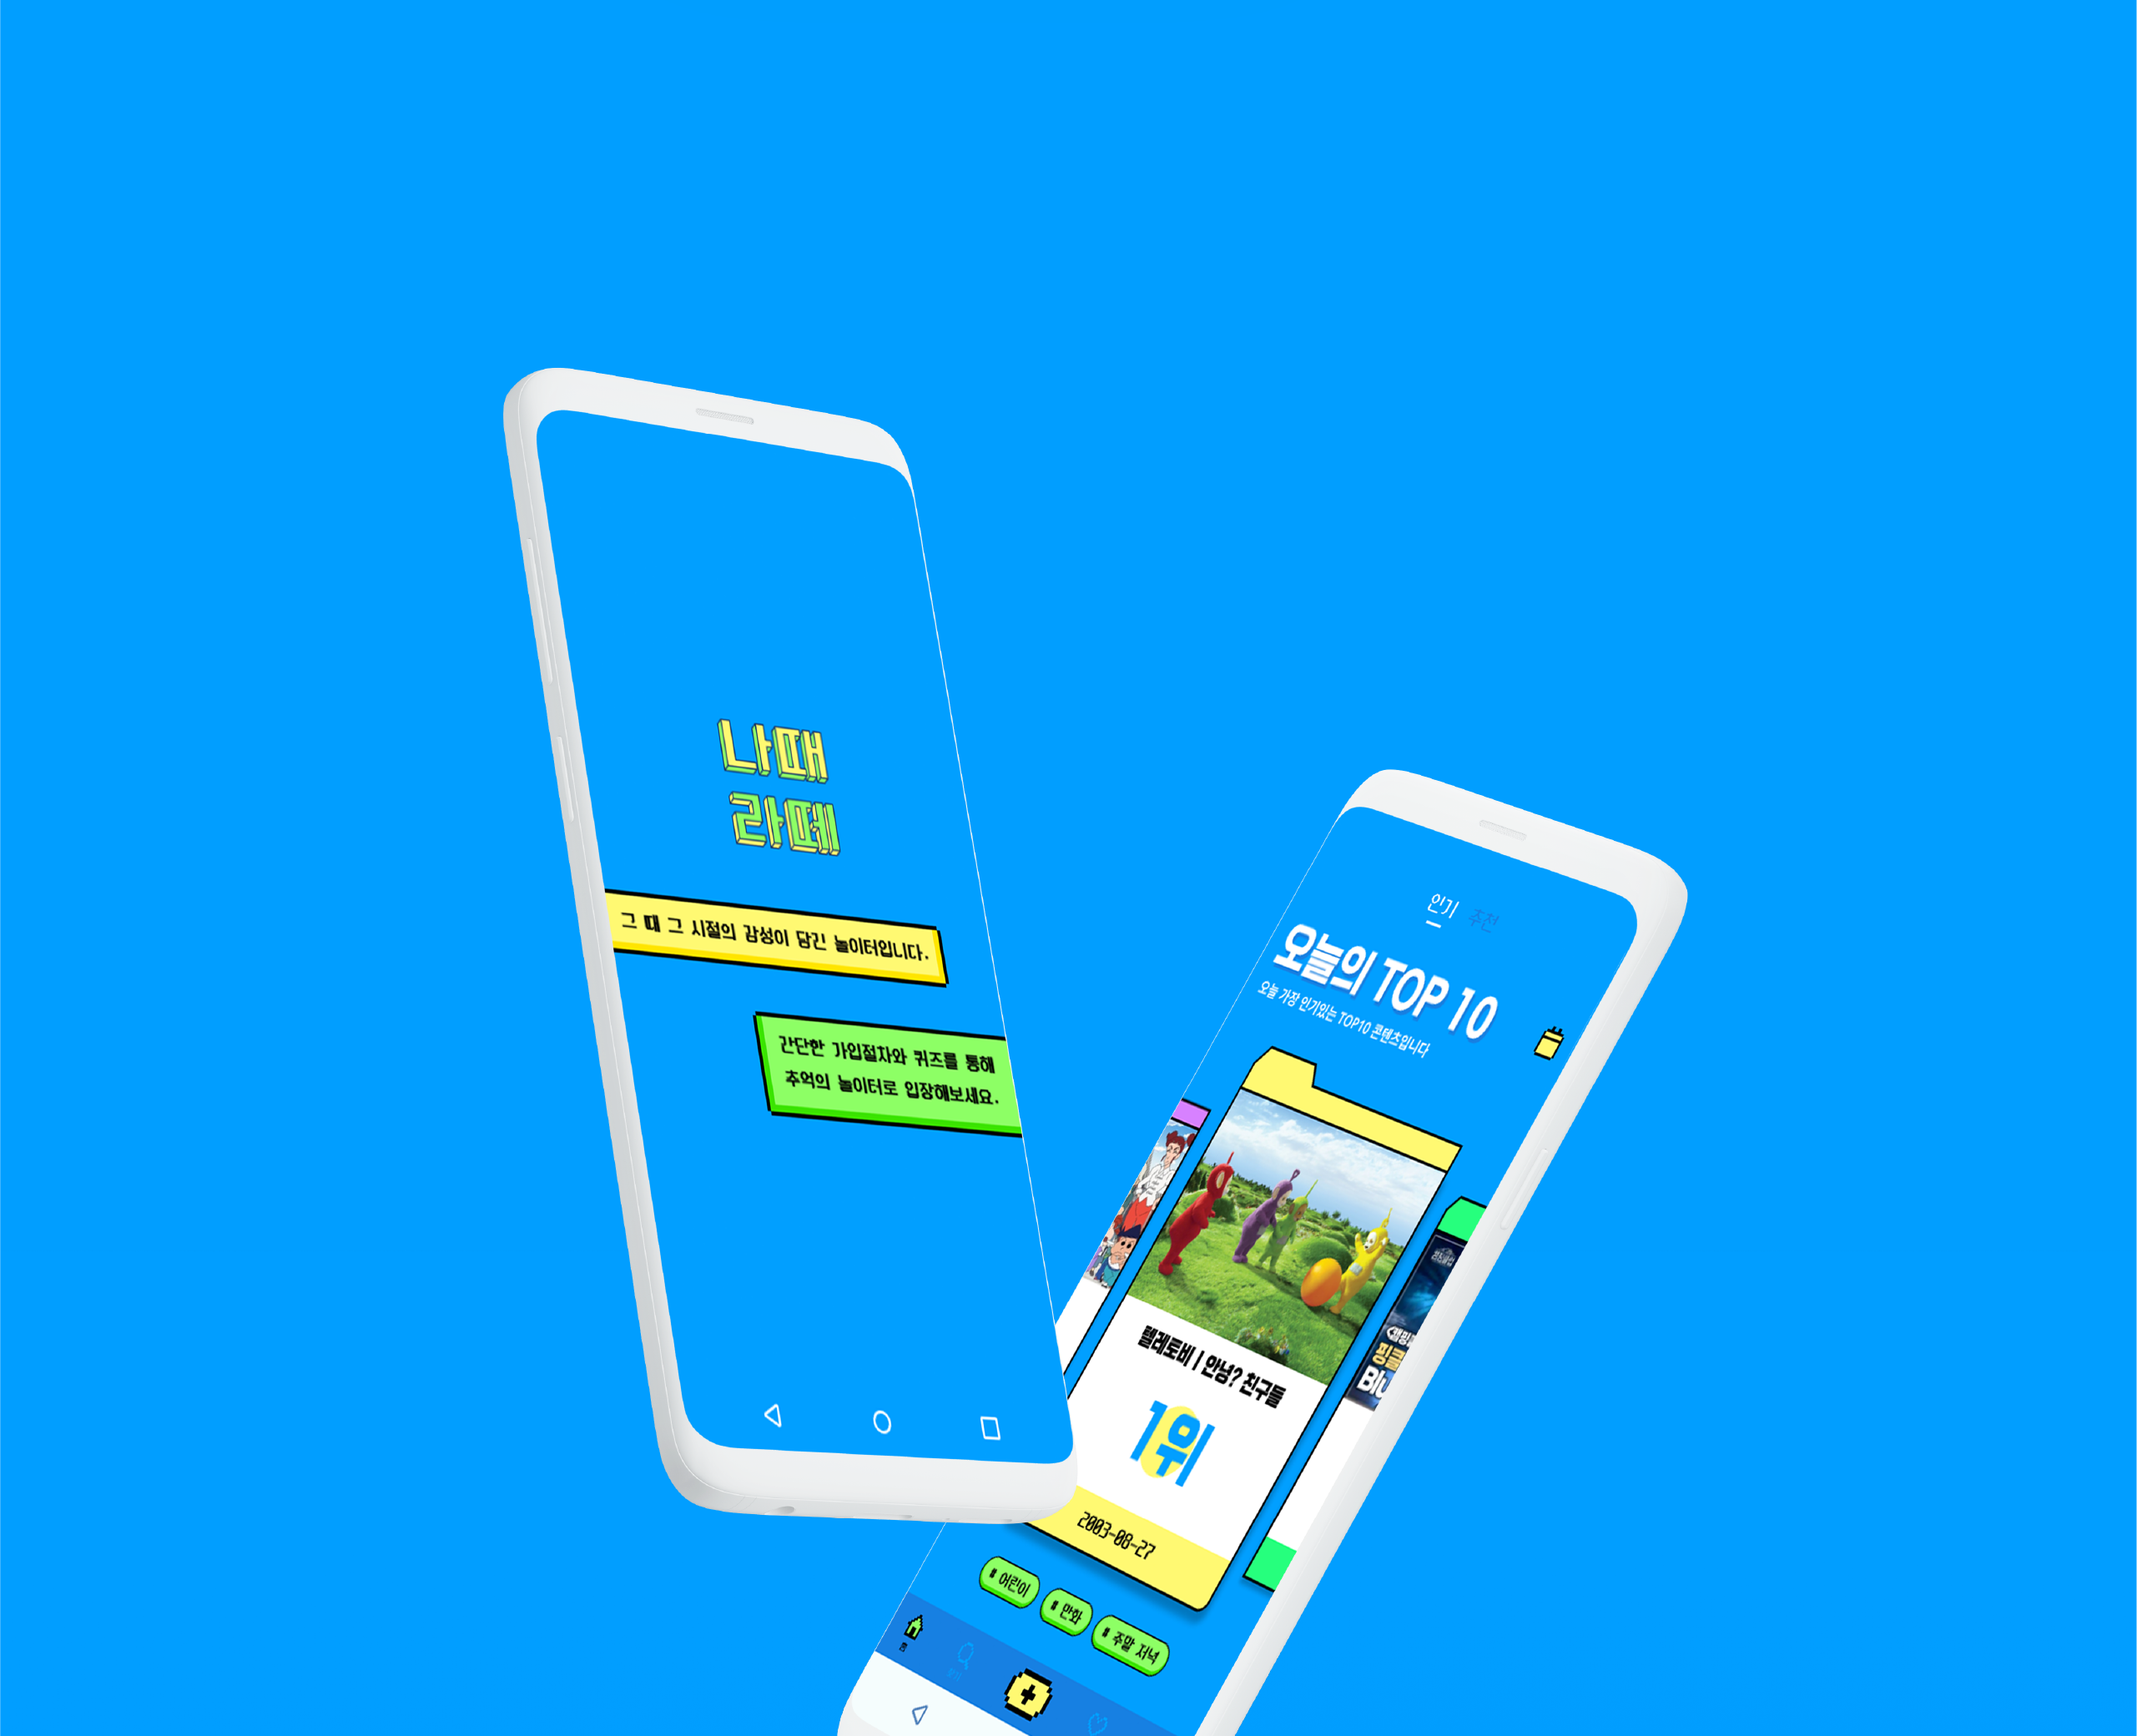 나때
라떼
그 때 그 시절의 감성이 담긴 놀이터입니다.
간단한 가입절차와 퀴즈를 통해
추억의 놀이터로 입장해보세요.
인기 추천
오늘의 TOP 10
오늘 가장 인기있는 TOP10 콘텐츠입니다
텔레토비 | 안녕? 친구들
1위
2003-08-27
# 어린이
# 만화
# 주말 저녁
핑클
홈